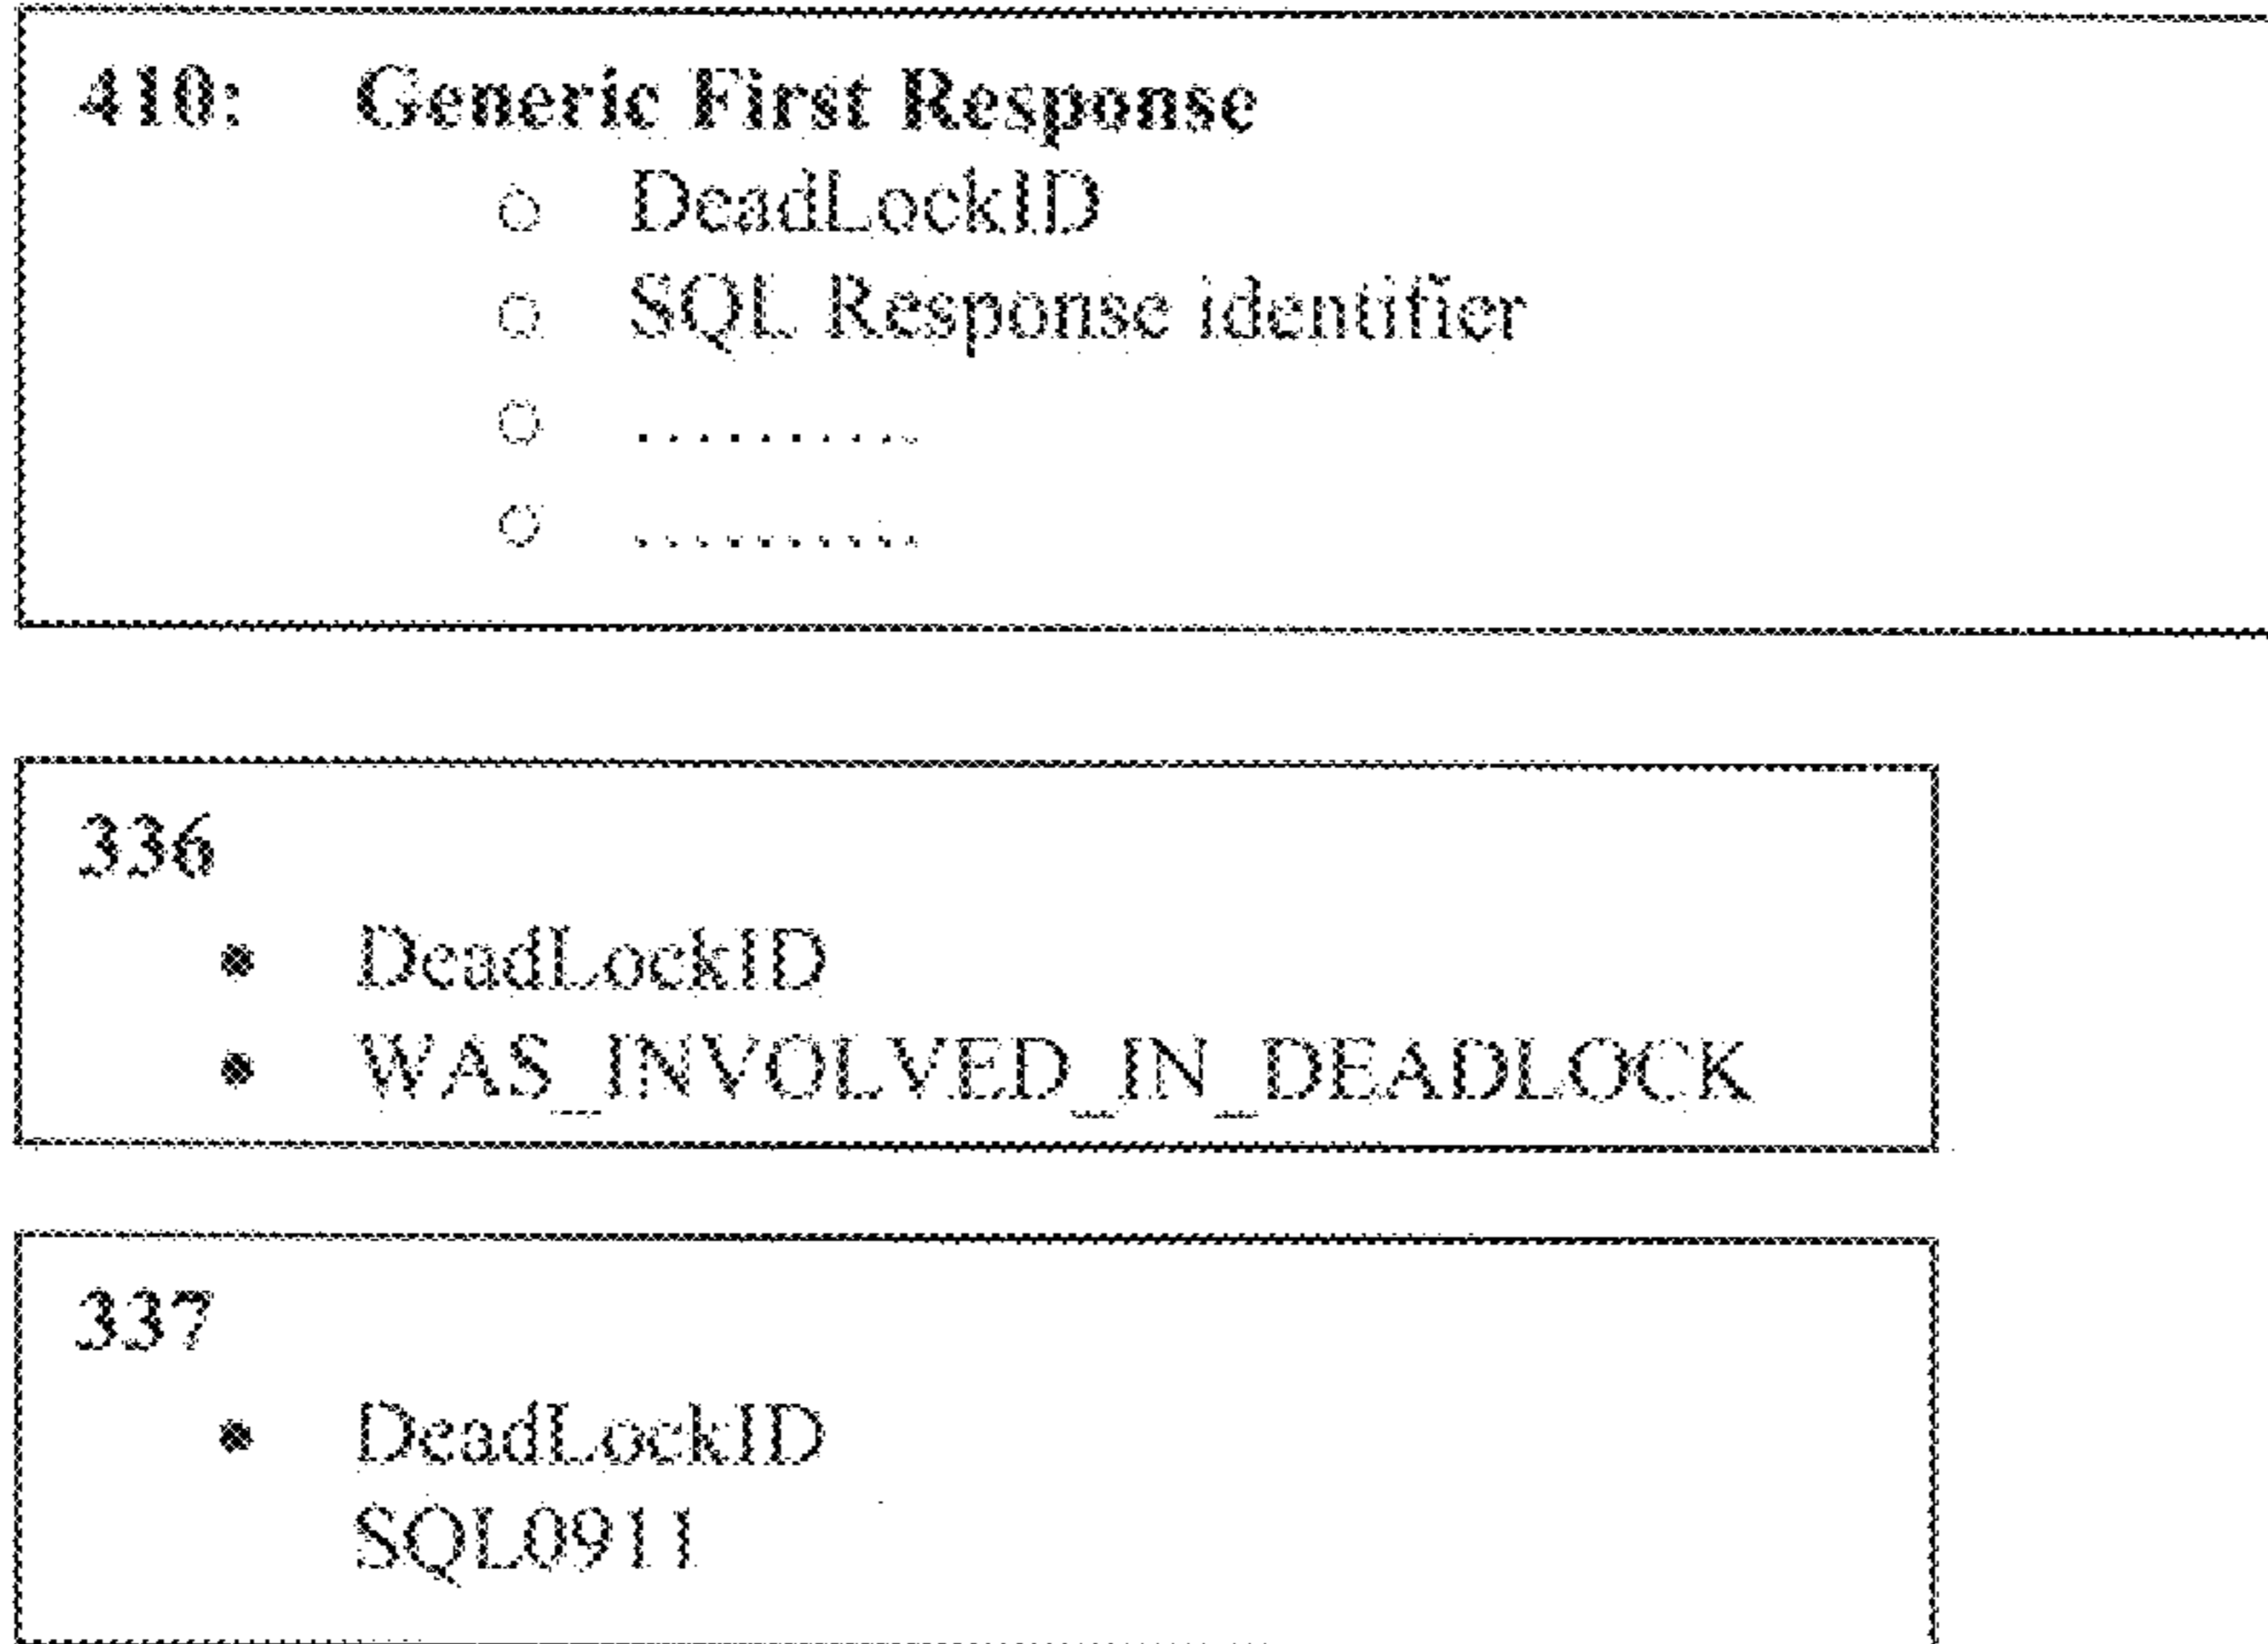 410: Generic First Response
○ DeadLockID
○ SQL Response identifier
○ ..........
○ ..........
336
• DeadLockID
• WAS_INVOLVED_IN_DEADLOCK
337
• DeadLockID
SQL0911